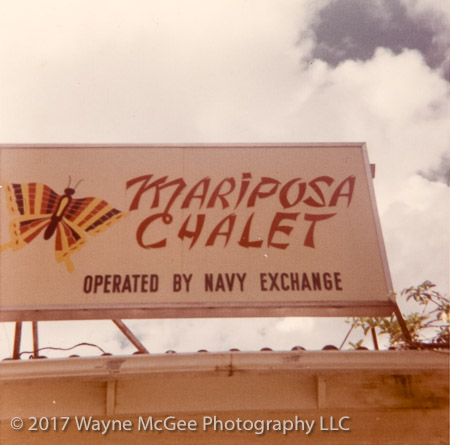 MARIPOSA
CHALET
OPERATED BY NAVY EXCHANGE
© 2017 Wayne McGee Photography LLC